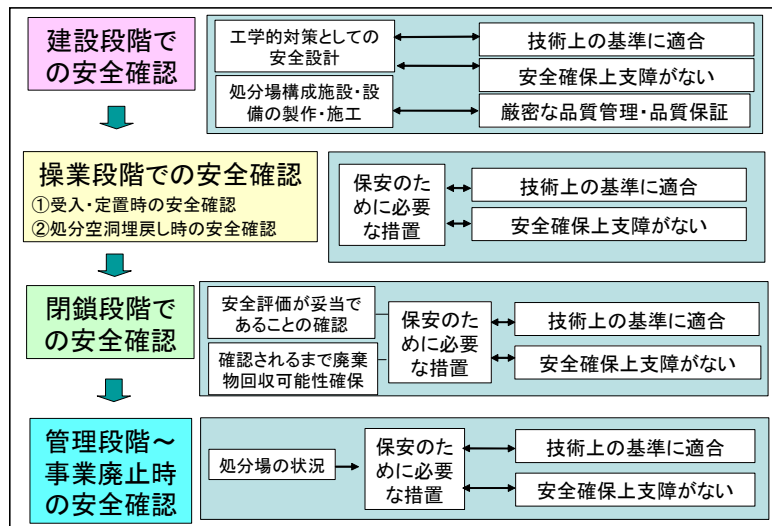 建設段階で
の安全確認
工学的対策としての
安全設計
処分場構成施設・設
備の製作・施工
技術上の基準に適合
安全確保上支障がない
厳密な品質管理・品質保証
操業段階での安全確認
①受入・定置時の安全確認
②処分空洞埋戻し時の安全確認
保安のた
めに必要
な措置
技術上の基準に適合
安全確保上支障がない
閉鎖段階で
の安全確認
安全評価が妥当で
あることの確認
確認されるまで廃棄
物回収可能性確保
保安のた
めに必要
な措置
技術上の基準に適合
安全確保上支障がない
管理段階～
事業廃止時
の安全確認
処分場の状況
保安のた
めに必要
な措置
技術上の基準に適合
安全確保上支障がない